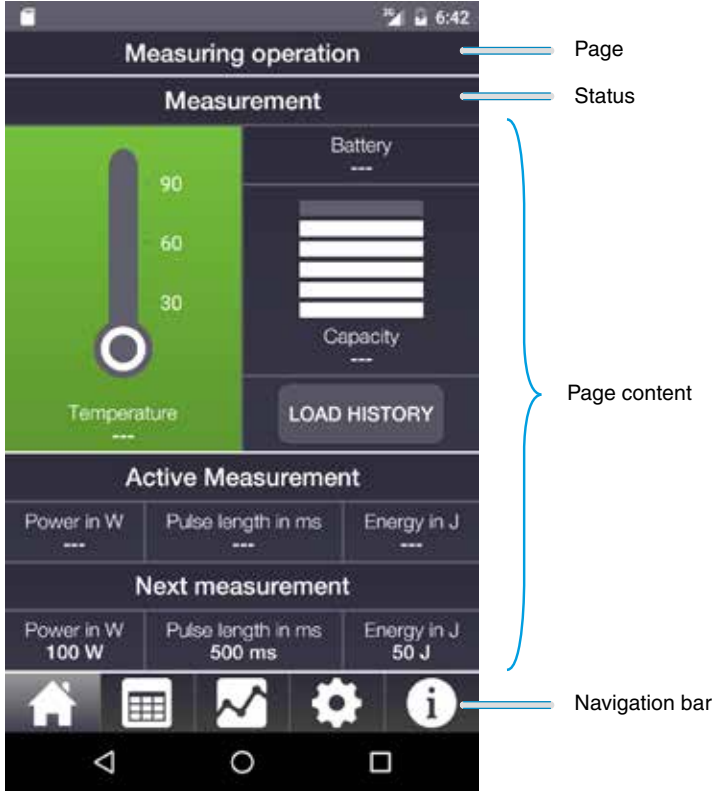 3G 6:42
Measuring operation
Page
Measurement
Status
90
60
30
Temperature
---
Battery
---
Capacity
---
LOAD HISTORY
Page content
Active Measurement
Power in W Pulse length in ms Energy in J
--- --- ---
Next measurement
Power in W Pulse length in ms Energy in J
100 W 500 ms 50 J
i
Navigation bar